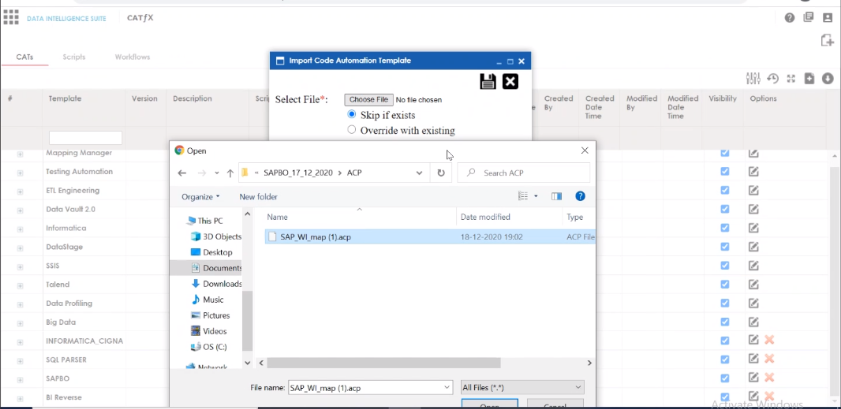 DATA INTELLIGENCE SUITE CATfX
CATs Scripts Workflows
Import Code Automation Template
# Template Version Description Created By Created Date Time Modified By Modified Date Time Visibility Options
Select File*: Choose File No file chosen
Skip if exists
Override with existing
Mapping Manager
Testing Automation
ETL Engineering
Data Vault 2.0
Informatica
DataStage
SSIS
Talend
Data Profiling
Big Data
INFORMATICA_CIGNA
SQL PARSER
SAPBO
BI Reverse
Open
SAPBO_17_12_2020 > ACP
Search ACP
Organize New folder
Name Date modified Type
SAP_WI_map (1).acp 18-12-2020 19:02 ACP File
This PC
3D Objects
Desktop
Documents
Downloads
Music
Pictures
Videos
OS (C:)
Network
File name: SAP_WI_map (1).acp All Files (*.*)
Open Cancel
Activate Windows